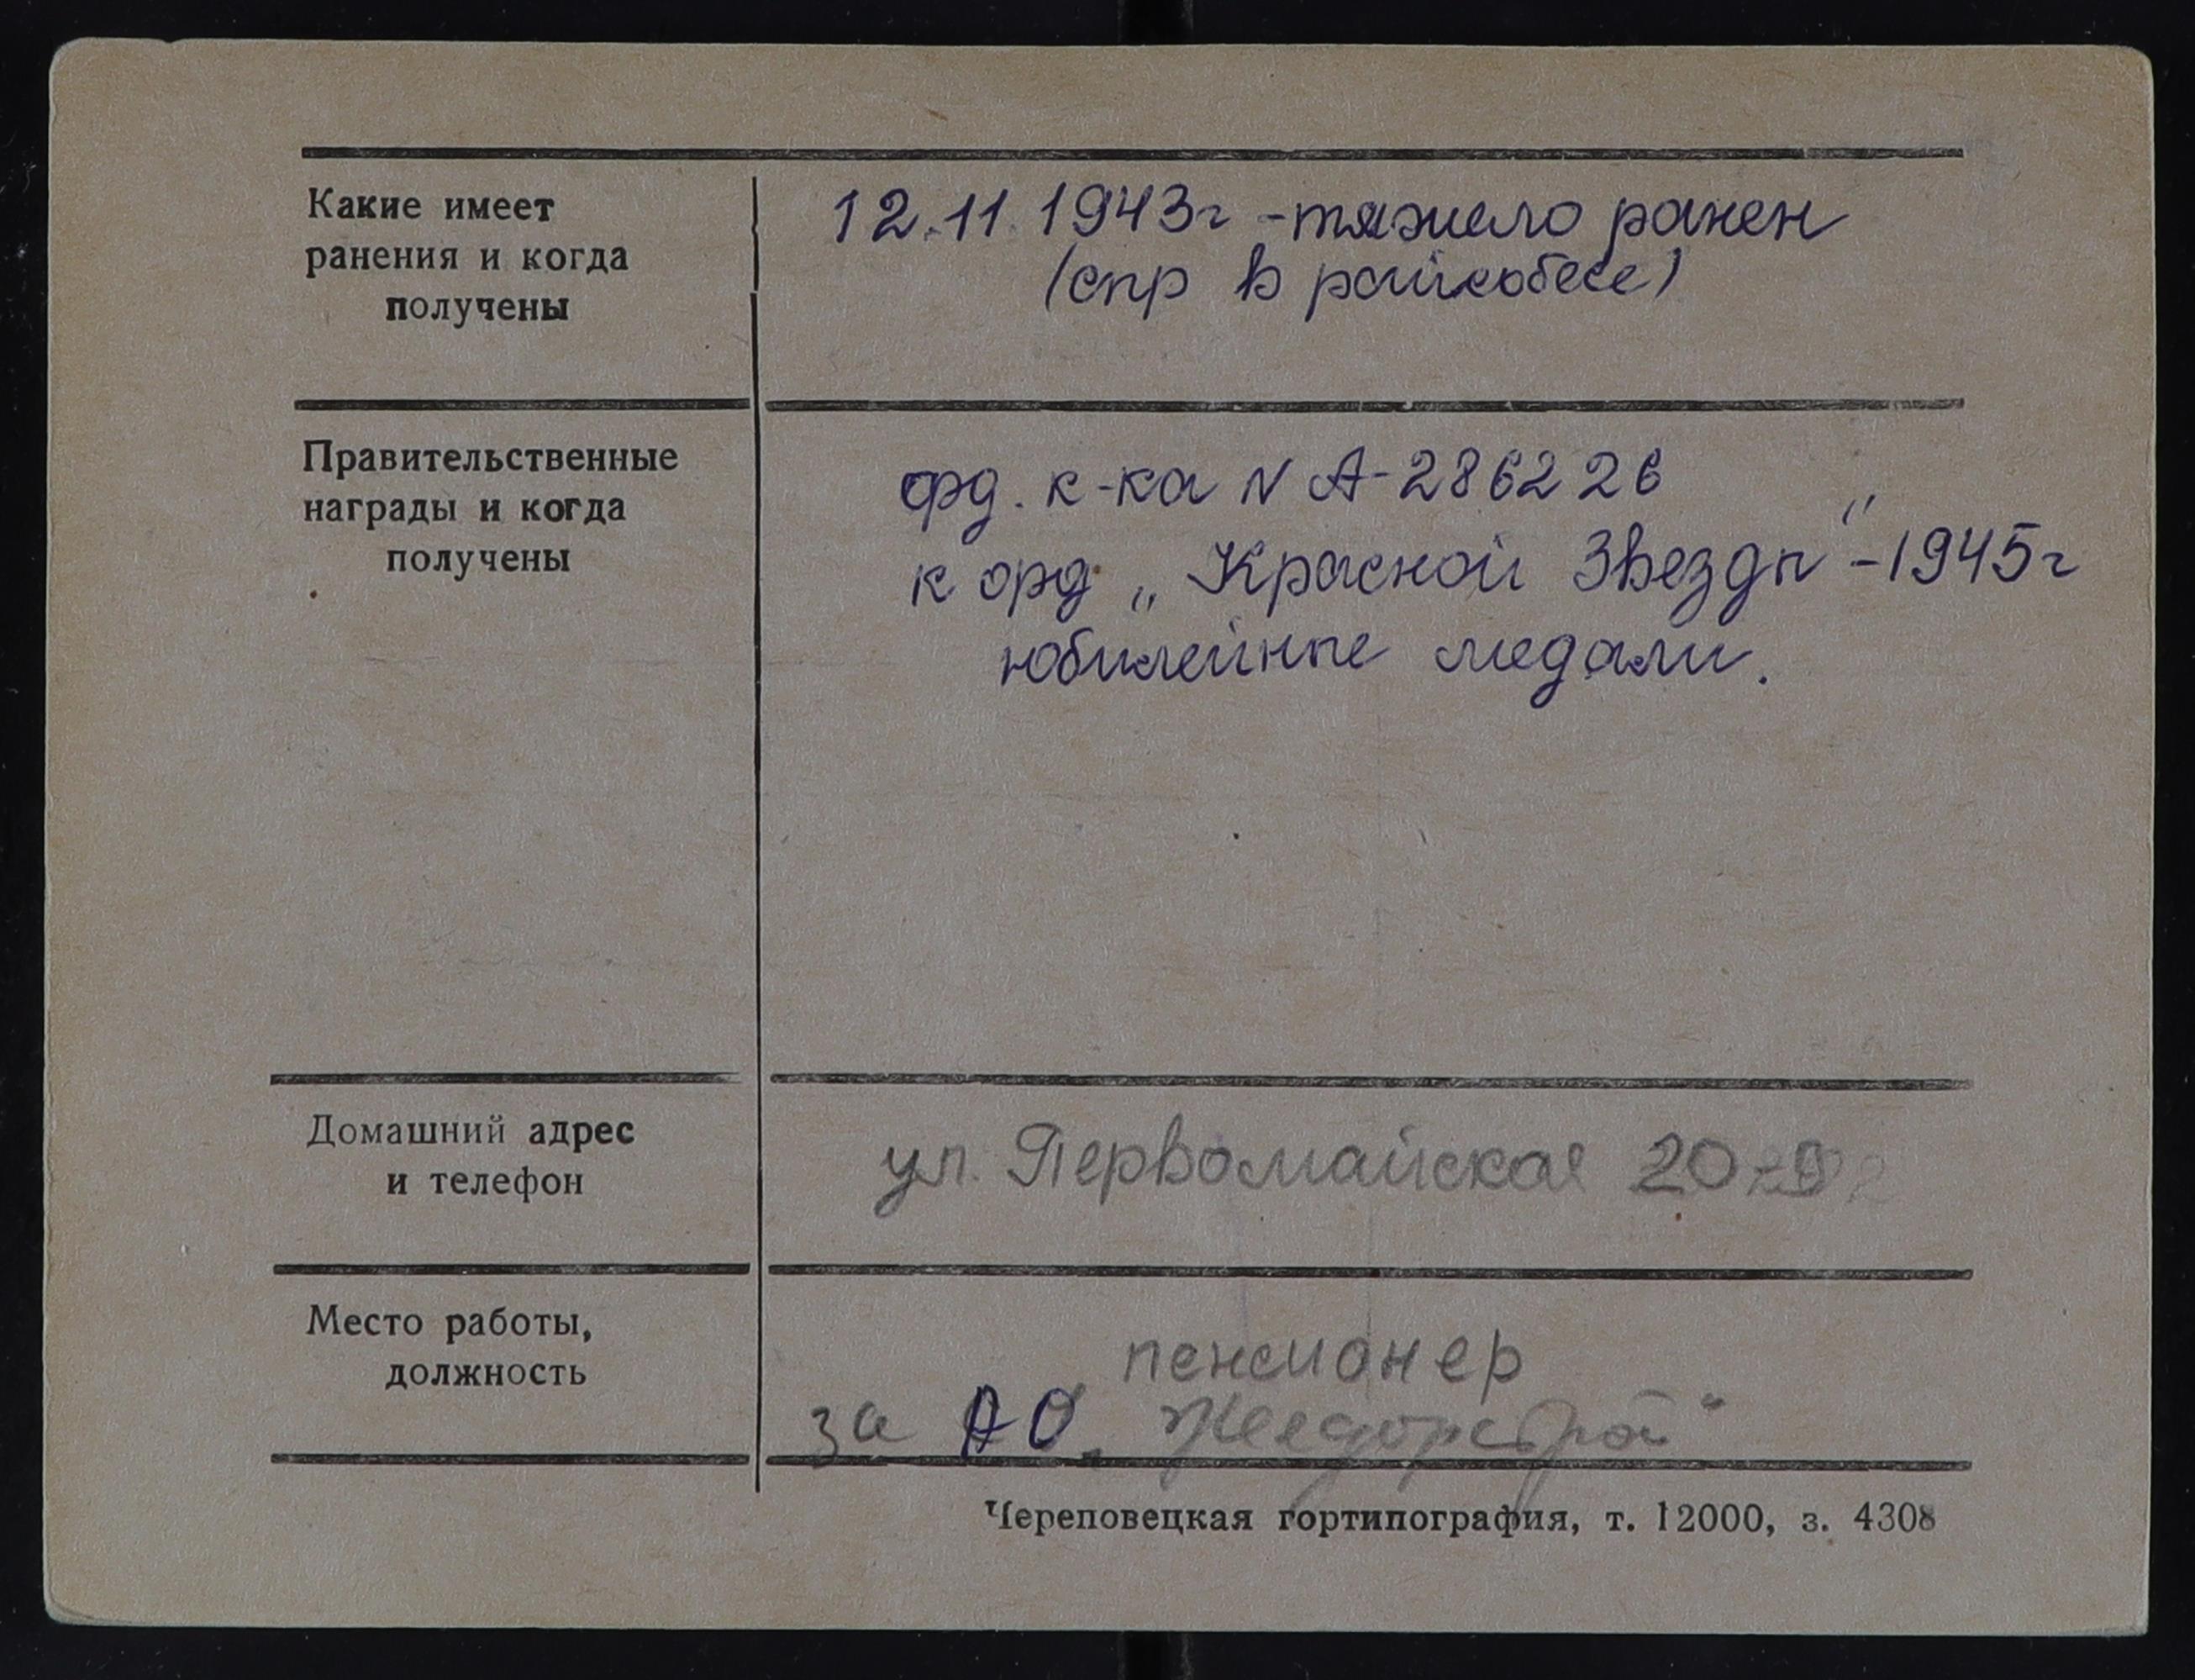 Какие имеет
ранения и когда
получены
12.11.1943г - тяжело ранен
(спр в райсобесе)
Правительственные
награды и когда
получены
орд. к-ка N А-286226
к орд „Красной Звезды" - 1945г
юбилейные медали.
Домашний адрес
и телефон
ул. Первомайская 20
Место работы,
должность
пенсионер
за АО „Желдорстрой"
Череповецкая гортипография, т. 12000, з. 4308